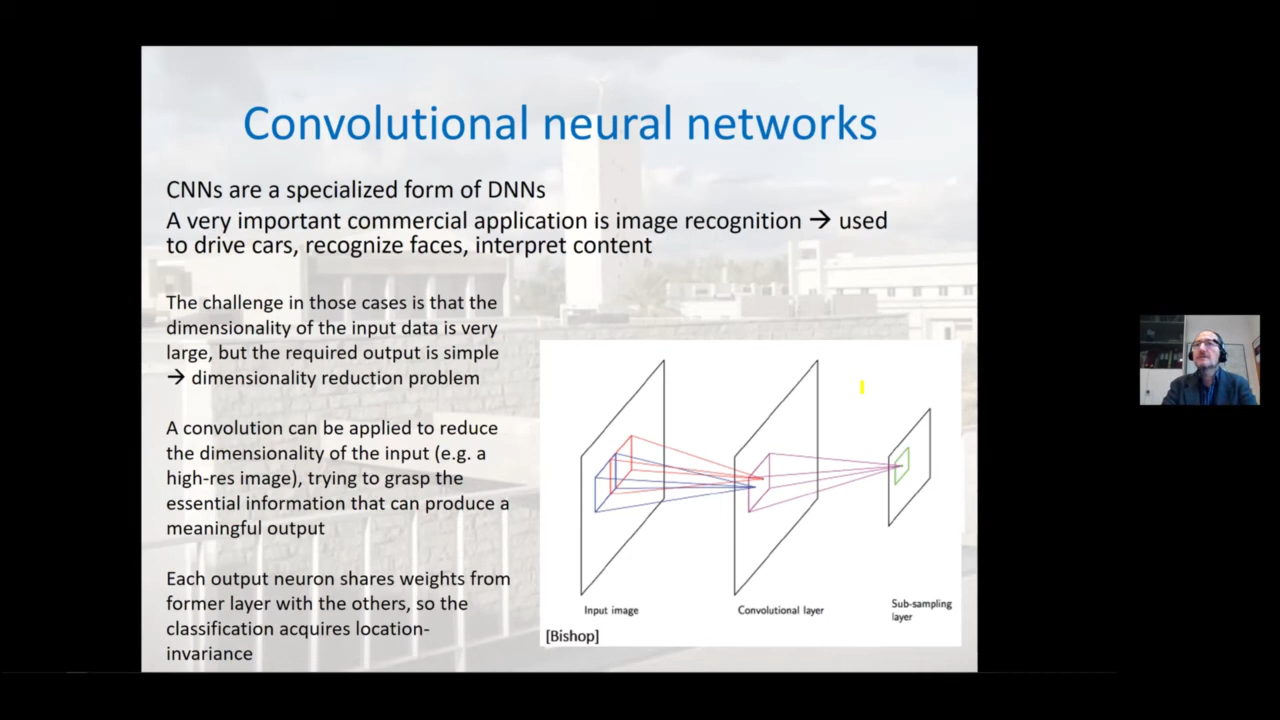 Convolutional neural networks
CNNs are a specialized form of DNNs
A very important commercial application is image recognition → used
to drive cars, recognize faces, interpret content
The challenge in those cases is that the
dimensionality of the input data is very
large, but the required output is simple
→ dimensionality reduction problem
A convolution can be applied to reduce
the dimensionality of the input (e.g. a
high-res image), trying to grasp the
essential information that can produce a
meaningful output
Each output neuron shares weights from
former layer with the others, so the
classification acquires location-
invariance
Input image
Convolutional layer
Sub-sampling
layer
[Bishop]